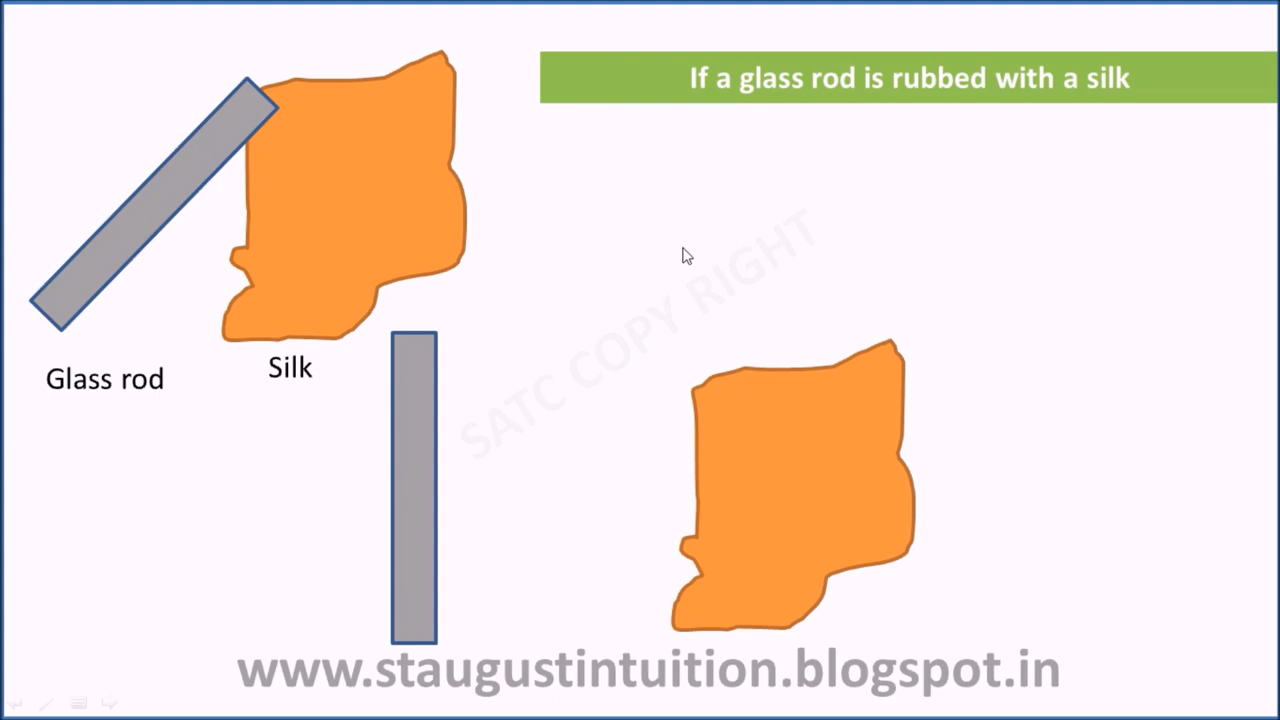 If a glass rod is rubbed with a silk
SATC COPY RIGHT
Silk
Glass rod
www.staugustintuition.blogspot.in